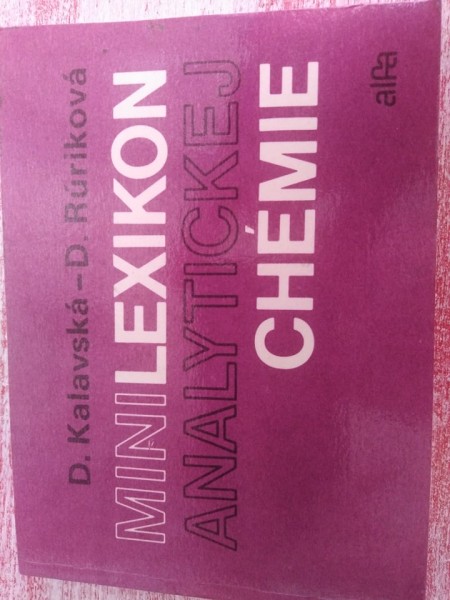 D. Kalavská – D. Rúriková
MINILEXIKON
ANALYTICKEJ
CHÉMIE
alfa